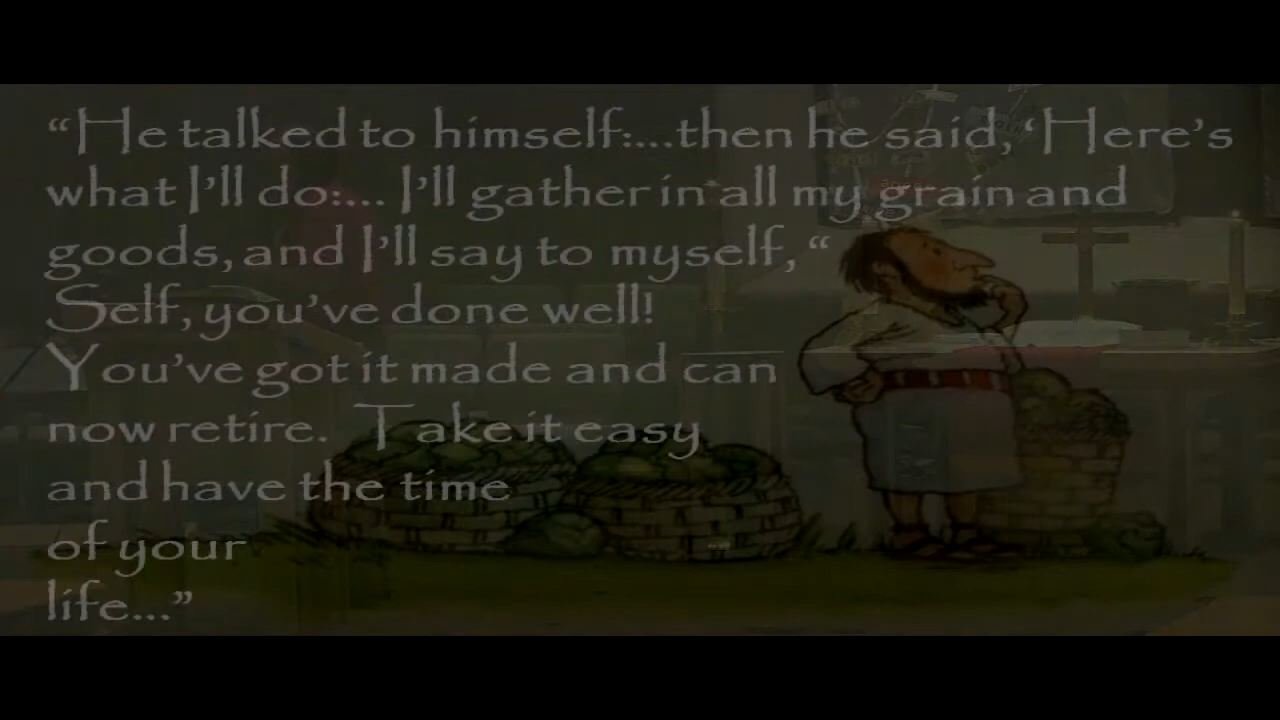 “He talked to himself:...then he said, ‘Here’s
what I’ll do:... I’ll gather in all my grain and
goods, and I’ll say to myself, “
Self, you’ve done well!
You’ve got it made and can
now retire. Take it easy
and have the time
of your
life...”